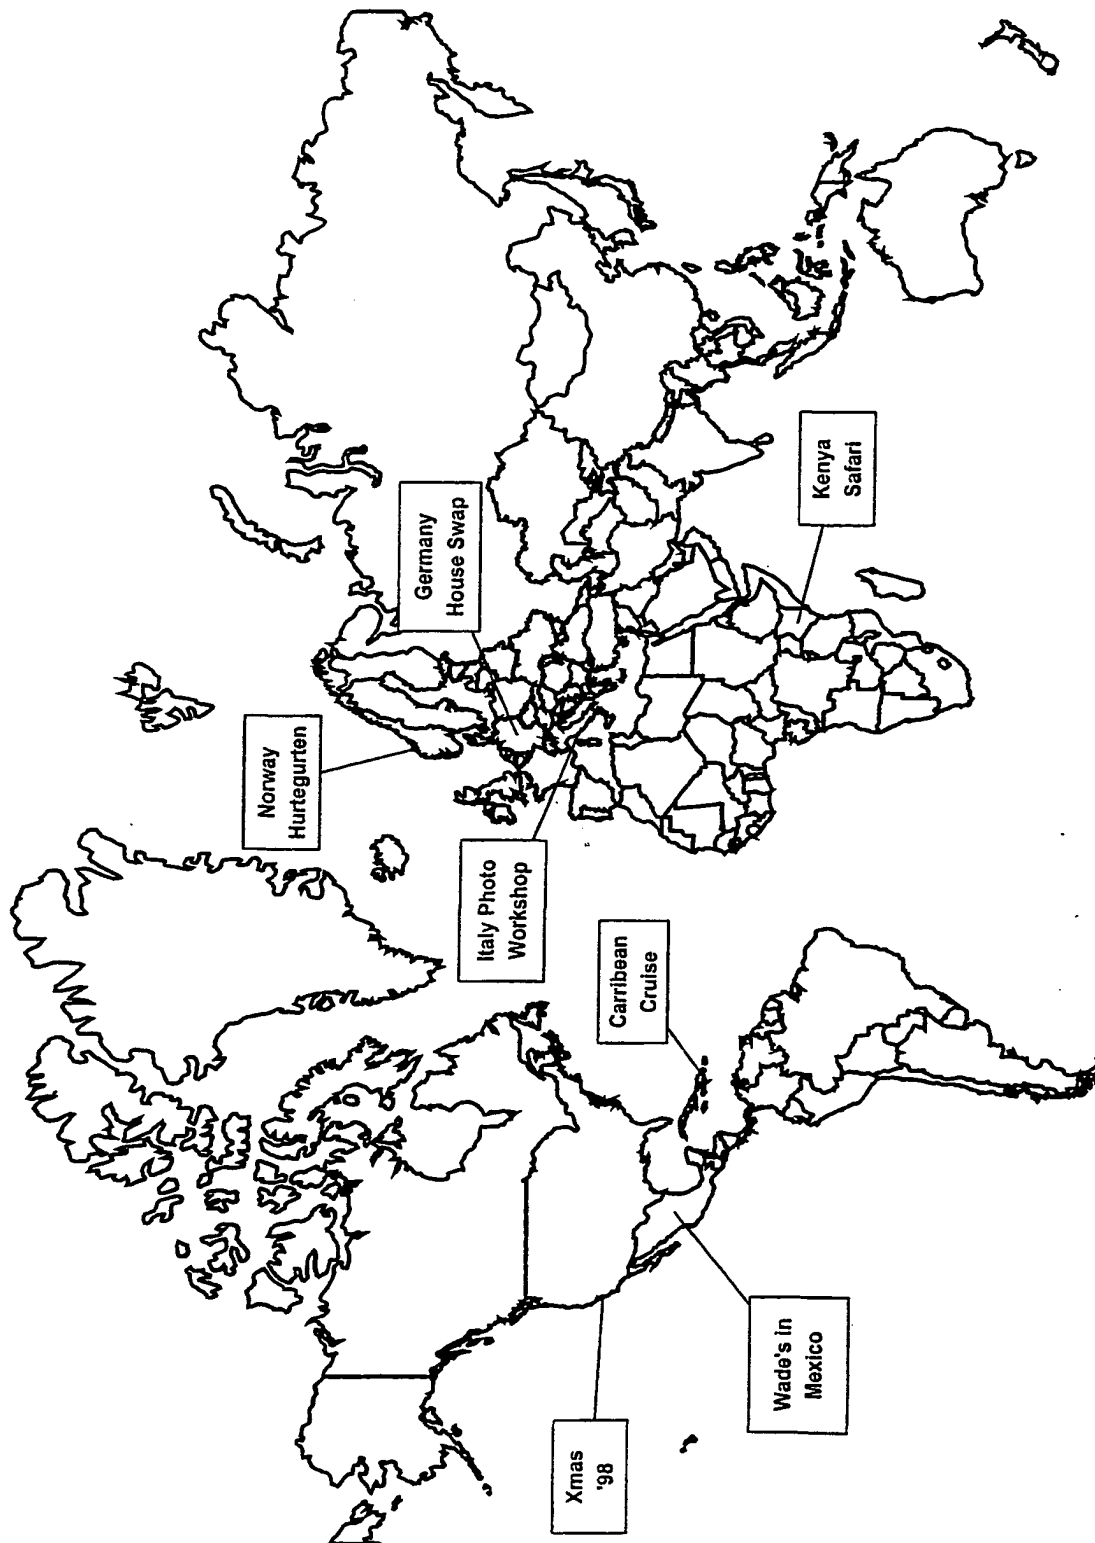 Norway
Hurtegurten
Germany
House Swap
Italy Photo
Workshop
Carribean
Cruise
Kenya
Safari
Xmas
'98
Wade's in
Mexico